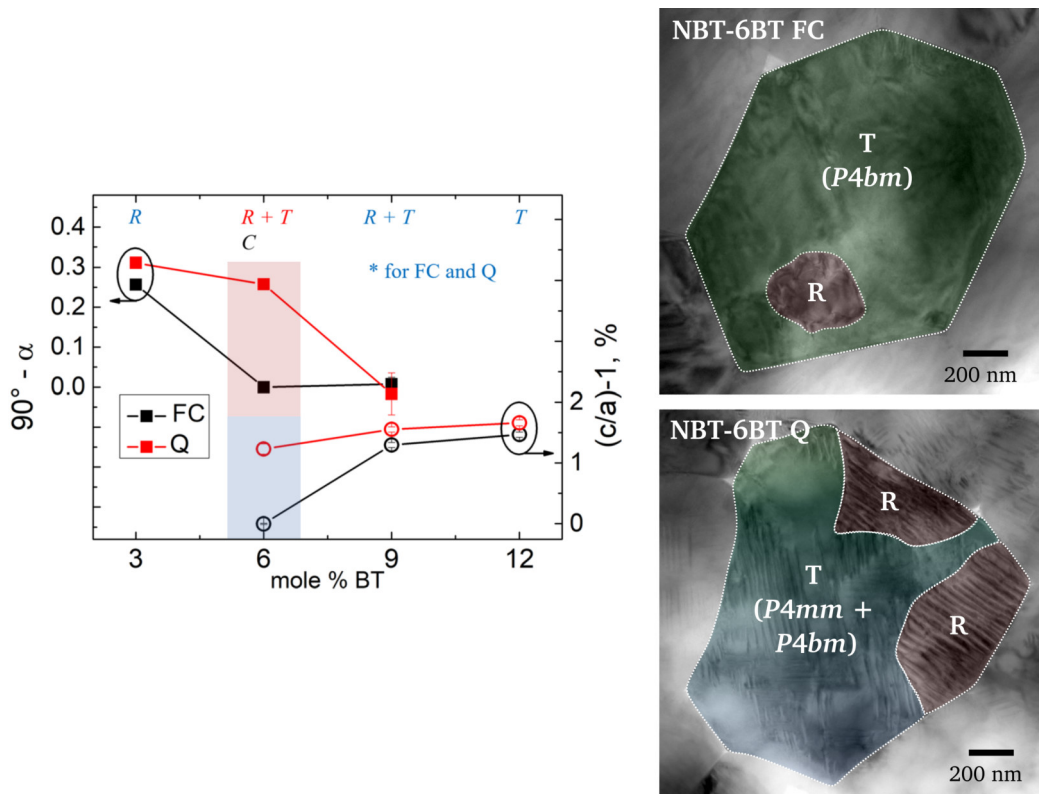 R
R + T
R + T
T
C
* for FC and Q
0.4
0.3
0.2
0.1
0.0
90° - α
FC
Q
2
1
0
(c/a)-1, %
3
6
9
12
mole % BT
NBT-6BT FC
T
(P4bm)
R
200 nm
NBT-6BT Q
R
T
(P4mm +
P4bm)
R
200 nm